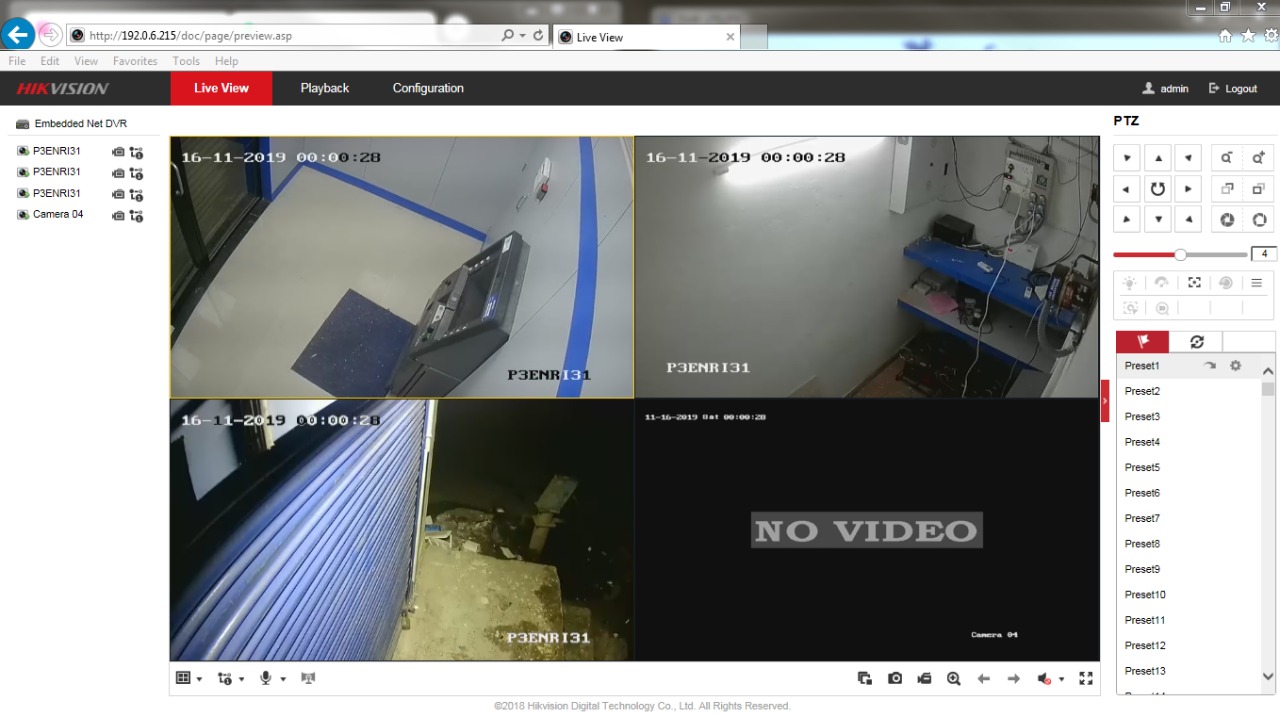 http://192.0.6.215/doc/page/preview.asp
Live View
File Edit View Favorites Tools Help
HIKVISION
Live View Playback Configuration
admin Logout
Embedded Net DVR
P3ENRI31
P3ENRI31
P3ENRI31
Camera 04
16-11-2019 00:00:28
P3ENRI31
16-11-2019 00:00:28
P3ENRI31
16-11-2019 00:00:28
P3ENRI31
11-16-2019 Sat 00:00:28
NO VIDEO
Camera 04
PTZ
4
Preset1
Preset2
Preset3
Preset4
Preset5
Preset6
Preset7
Preset8
Preset9
Preset10
Preset11
Preset12
Preset13
©2018 Hikvision Digital Technology Co., Ltd. All Rights Reserved.